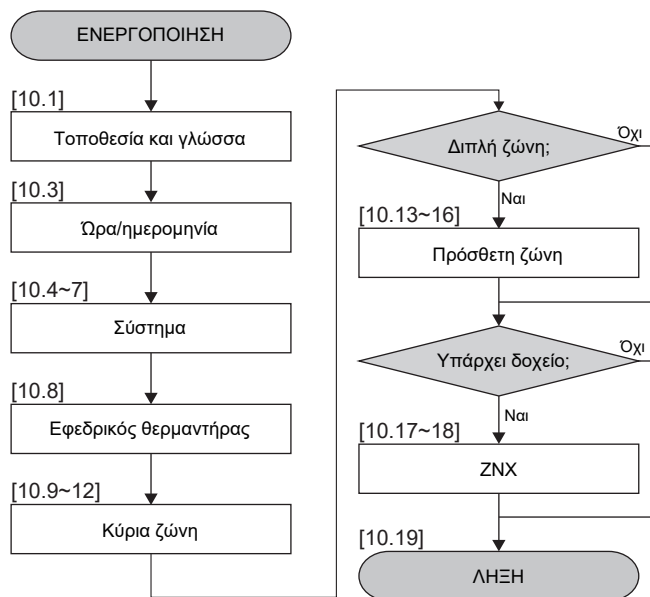 ΕΝΕΡΓΟΠΟΙΗΣΗ
[10.1]
Τοποθεσία και γλώσσα
[10.3]
Ώρα/ημερομηνία
[10.4~7]
Σύστημα
[10.8]
Εφεδρικός θερμαντήρας
[10.9~12]
Κύρια ζώνη
Διπλή ζώνη;
Όχι
Ναι
[10.13~16]
Πρόσθετη ζώνη
Υπάρχει δοχείο;
Όχι
Ναι
[10.17~18]
ΖΝΧ
[10.19]
ΛΗΞΗ